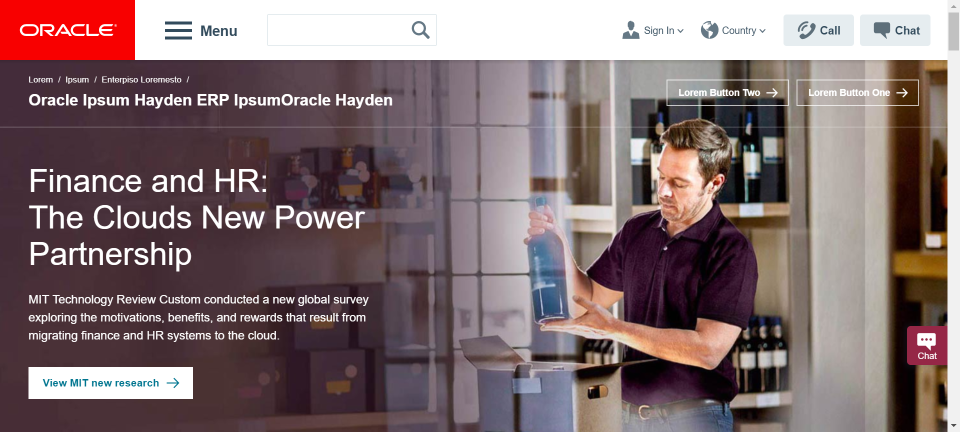 ORACLE
Menu
Sign In
Country
Call
Chat
Lorem / Ipsum / Enterpiso Loremesto /
Oracle Ipsum Hayden ERP IpsumOracle Hayden
Lorem Button Two
Lorem Button One
Finance and HR:
The Clouds New Power
Partnership
MIT Technology Review Custom conducted a new global survey
exploring the motivations, benefits, and rewards that result from
migrating finance and HR systems to the cloud.
View MIT new research
Chat